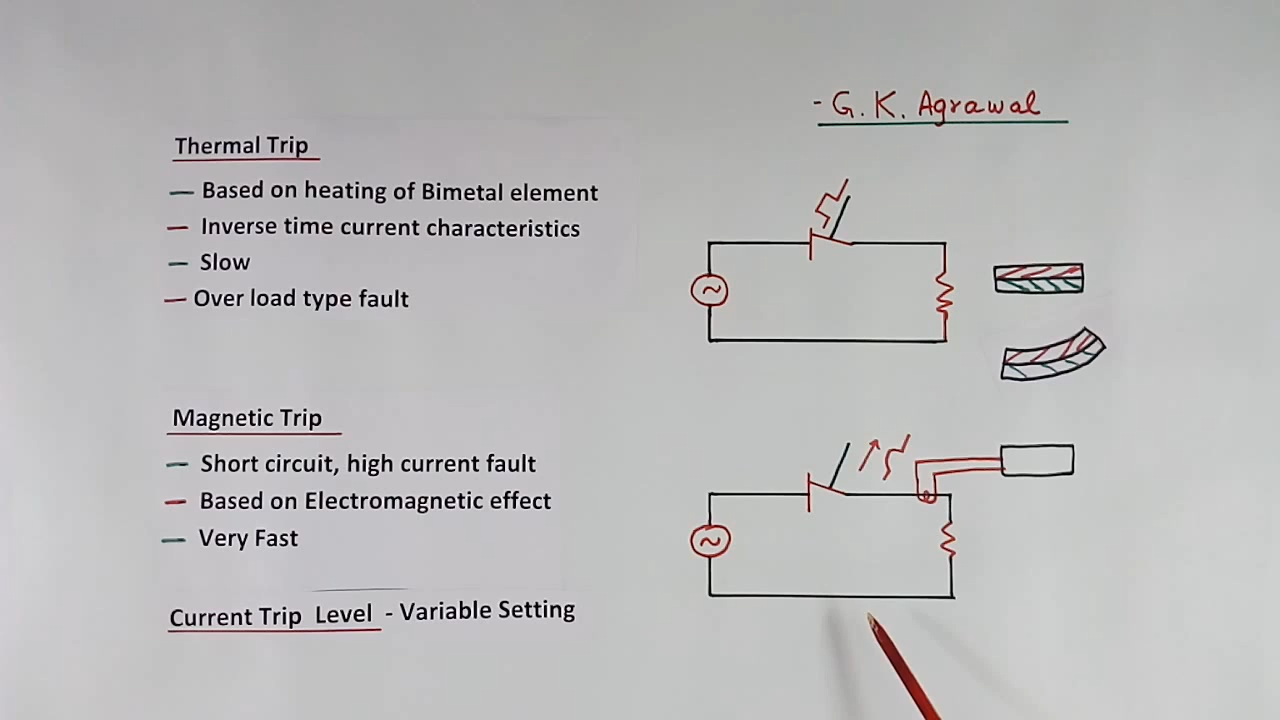 - G. K. Agrawal
Thermal Trip
— Based on heating of Bimetal element
— Inverse time current characteristics
— Slow
— Over load type fault
Magnetic Trip
— Short circuit, high current fault
— Based on Electromagnetic effect
— Very Fast
Current Trip Level - Variable Setting